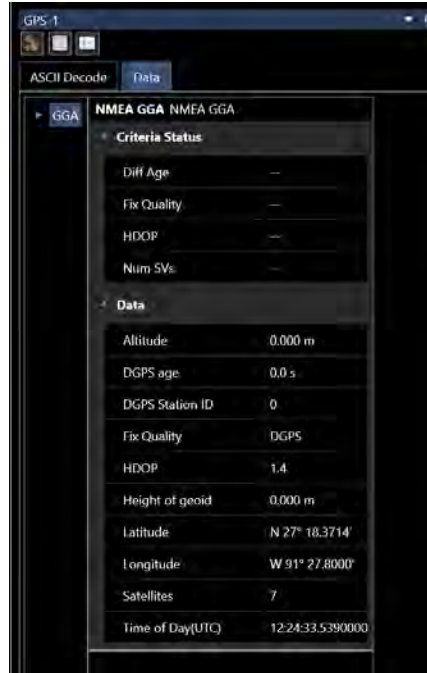 GPS-1
ASCII Decode Data
GGA
NMEA GGA NMEA GGA
Criteria Status
Diff Age ---
Fix Quality ---
HDOP ---
Num SVs ---
Data
Altitude 0.000 m
DGPS age 0.0 s
DGPS Station ID 0
Fix Quality DGPS
HDOP 1.4
Height of geoid 0.000 m
Latitude N 27° 18.3714'
Longitude W 91° 27.8000'
Satellites 7
Time of Day(UTC) 12:24:33.5390000